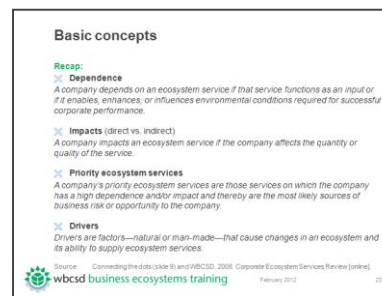 Basic concepts
Recap:
Dependence
A company depends on an ecosystem service if that service functions as an input or
if it enables, enhances, or influences environmental conditions required for successful
corporate performance.
Impacts (direct vs. indirect)
A company impacts an ecosystem service if the company affects the quantity or
quality of the service.
Priority ecosystem services
A company's priority ecosystem services are those services on which the company
has a high dependence and/or impact and thereby are the most likely sources of
business risk or opportunity to the company.
Drivers
Drivers are factors—natural or man-made—that cause changes in an ecosystem and
its ability to supply ecosystem services.
Source: Connecting the dots (slide 9) and WBCSD, 2008. Corporate Ecosystem Services Review [online].
wbcsd business ecosystems training February 2012